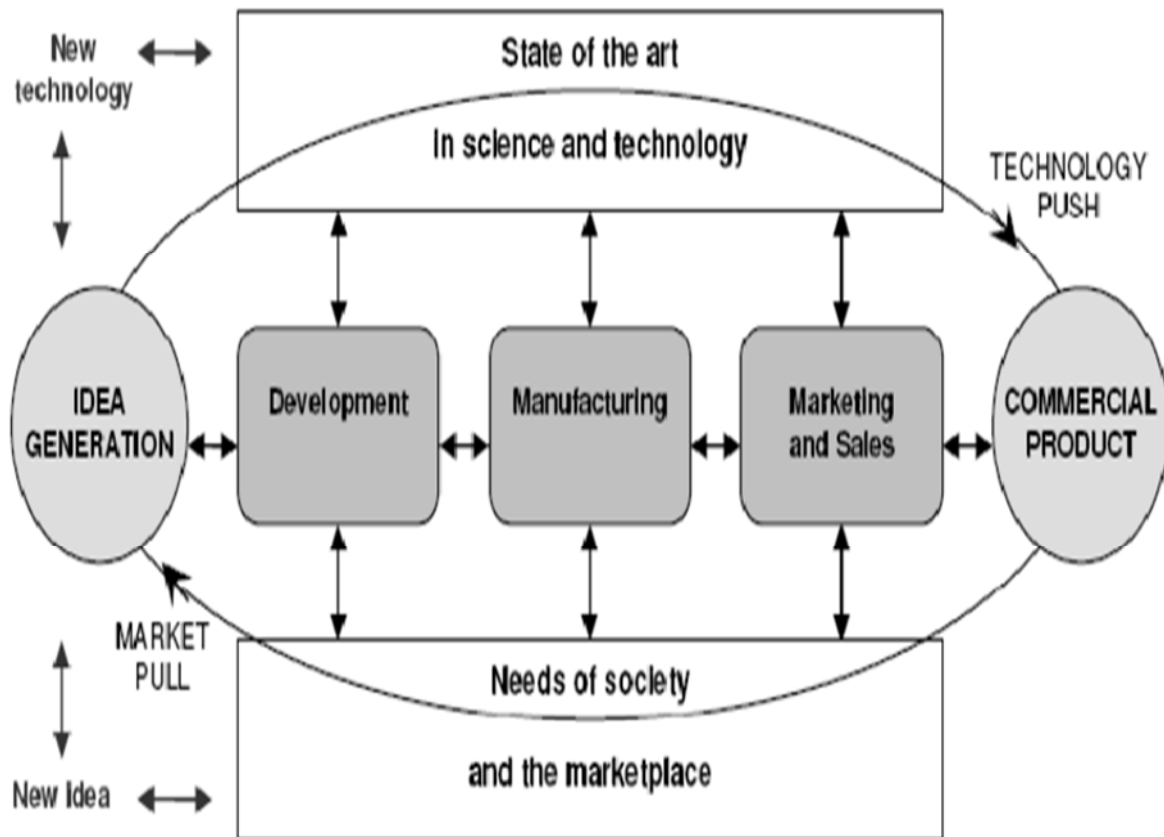 New
technology
State of the art
In science and technology
TECHNOLOGY
PUSH
IDEA
GENERATION
Development
Manufacturing
Marketing
and Sales
COMMERCIAL
PRODUCT
MARKET
PULL
Needs of society
and the marketplace
New idea